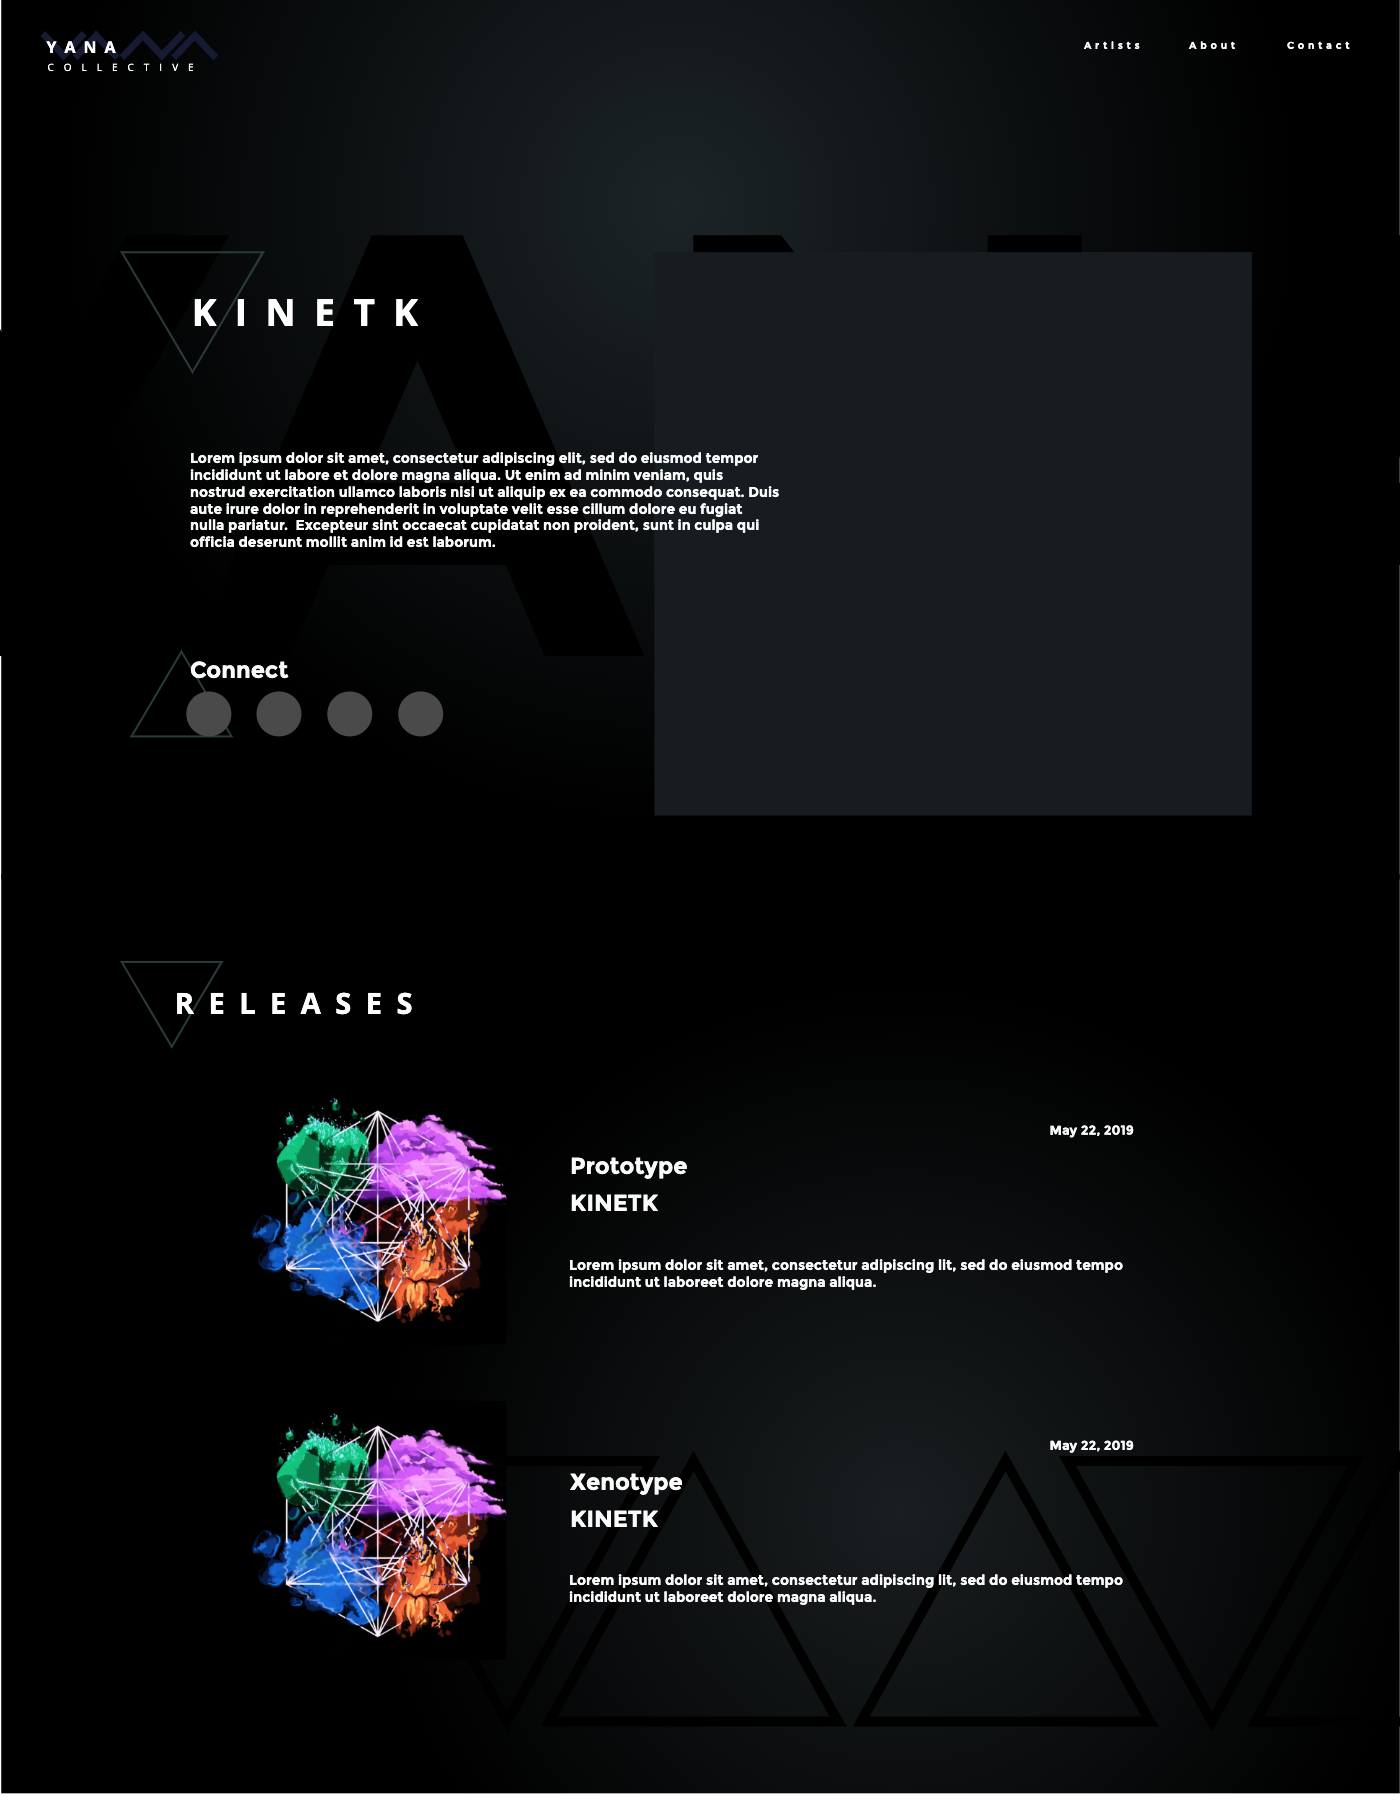 YANA
COLLECTIVE
Artists About Contact
KINETK
Lorem ipsum dolor sit amet, consectetur adipiscing elit, sed do eiusmod tempor
incididunt ut labore et dolore magna aliqua. Ut enim ad minim veniam, quis
nostrud exercitation ullamco laboris nisi ut aliquip ex ea commodo consequat. Duis
aute irure dolor in reprehenderit in voluptate velit esse cillum dolore eu fugiat
nulla pariatur.  Excepteur sint occaecat cupidatat non proident, sunt in culpa qui
officia deserunt mollit anim id est laborum.
Connect
RELEASES
May 22, 2019
Prototype
KINETK
Lorem ipsum dolor sit amet, consectetur adipiscing lit, sed do eiusmod tempo
incididunt ut laboreet dolore magna aliqua.
May 22, 2019
Xenotype
KINETK
Lorem ipsum dolor sit amet, consectetur adipiscing lit, sed do eiusmod tempo
incididunt ut laboreet dolore magna aliqua.